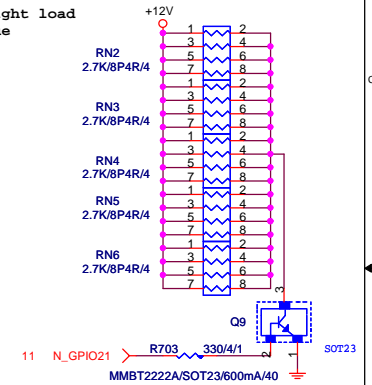 ght load
e
+12V
1 2
3 4
5 6
7 8
RN2
2.7K/8P4R/4
1 2
3 4
5 6
7 8
RN3
2.7K/8P4R/4
1 2
3 4
5 6
7 8
RN4
2.7K/8P4R/4
1 2
3 4
5 6
7 8
RN5
2.7K/8P4R/4
1 2
3 4
5 6
7 8
RN6
2.7K/8P4R/4
3
Q9
2 1
SOT23
11 N_GPIO21 R703 330/4/1
MMBT2222A/SOT23/600mA/40